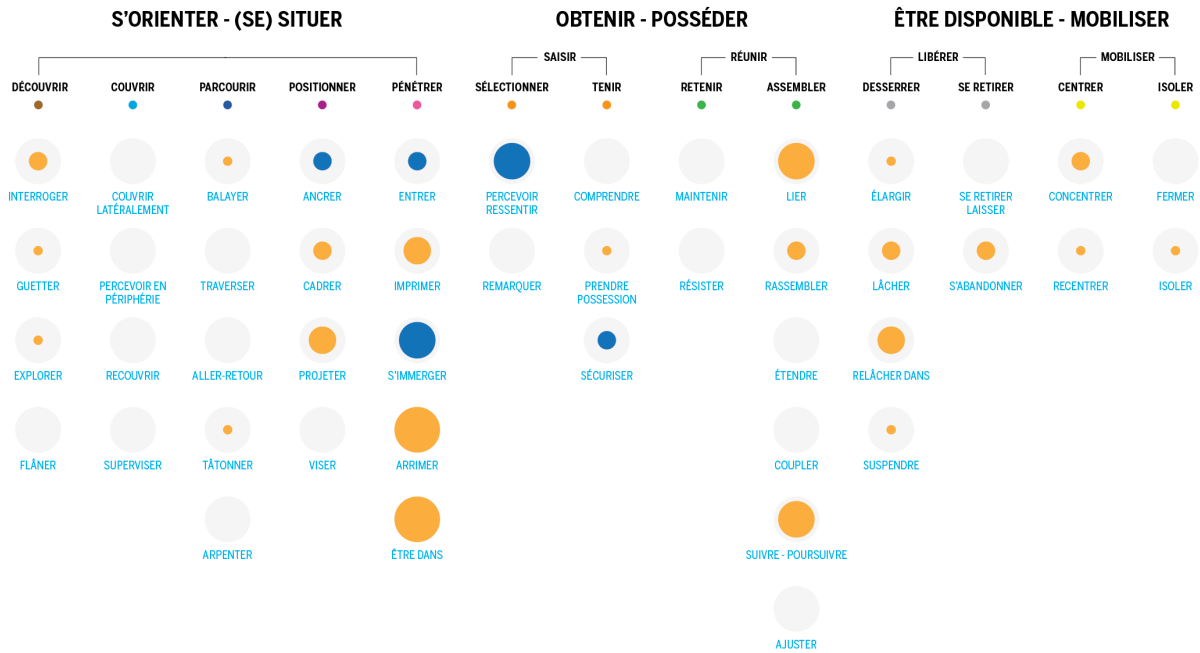 S'ORIENTER - (SE) SITUER
OBTENIR - POSSÉDER
ÊTRE DISPONIBLE - MOBILISER
SAISIR
RÉUNIR
LIBÉRER
MOBILISER
DÉCOUVRIR
COUVRIR
PARCOURIR
POSITIONNER
PÉNÉTRER
SÉLECTIONNER
TENIR
RETENIR
ASSEMBLER
DESSERRER
SE RETIRER
CENTRER
ISOLER
INTERROGER
COUVRIR
LATÉRALEMENT
BALAYER
ANCRER
ENTRER
PERCEVOIR
RESSENTIR
COMPRENDRE
MAINTENIR
LIER
ÉLARGIR
SE RETIRER
LAISSER
CONCENTRER
FERMER
GUETTER
PERCEVOIR EN
PÉRIPHÉRIE
TRAVERSER
CADRER
IMPRIMER
REMARQUER
PRENDRE
POSSESSION
RÉSISTER
RASSEMBLER
LÂCHER
S'ABANDONNER
RECENTRER
ISOLER
EXPLORER
RECOUVRIR
ALLER-RETOUR
PROJETER
S'IMMERGER
SÉCURISER
ÉTENDRE
RELÂCHER DANS
FLÂNER
SUPERVISER
TÂTONNER
VISER
ARRIMER
COUPLER
SUSPENDRE
ARPENTER
ÊTRE DANS
SUIVRE - POURSUIVRE
AJUSTER